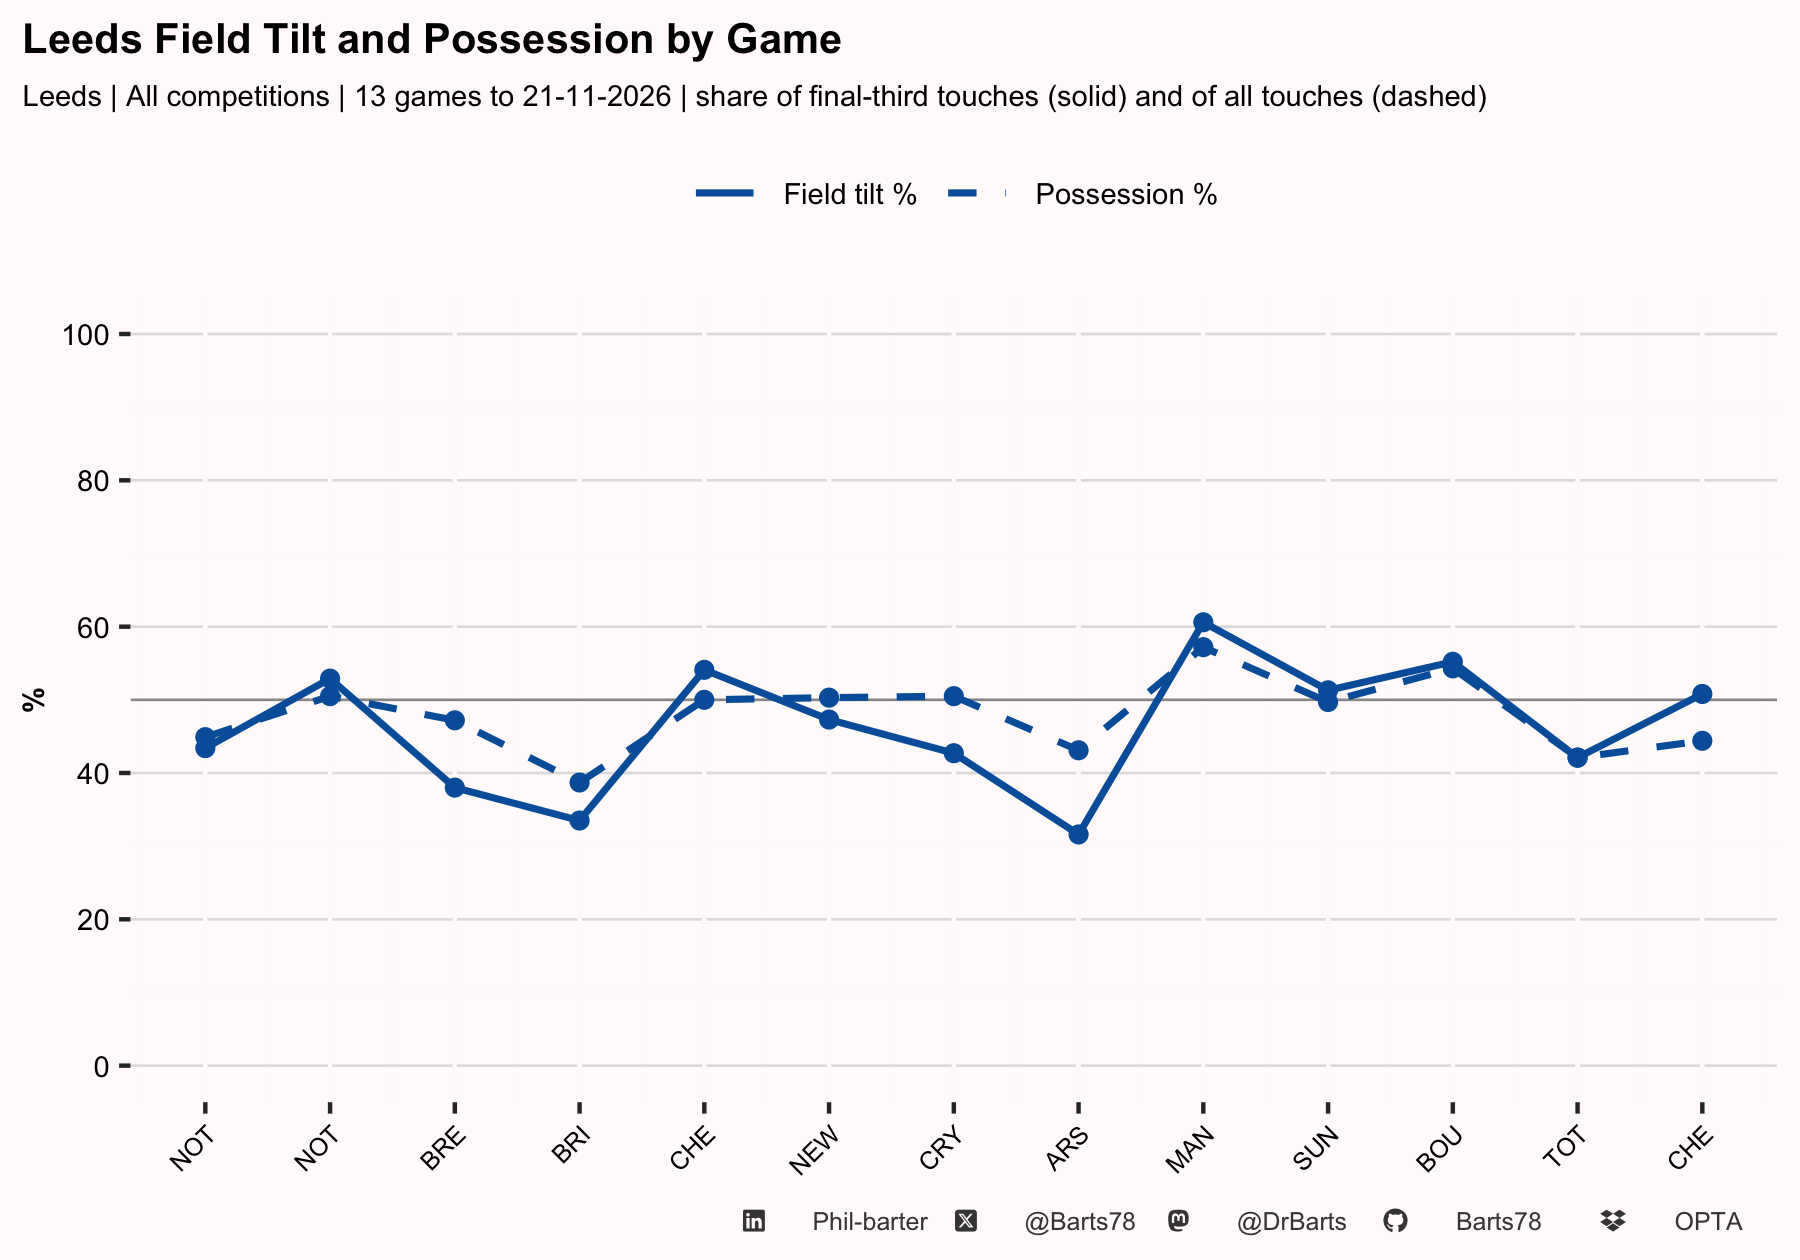 Leeds Field Tilt and Possession by Game
Leeds | All competitions | 13 games to 21-11-2026 | share of final-third touches (solid) and of all touches (dashed)
Field tilt % Possession %
100
80
60
40
20
0
%
NOT NOT BRE BRI CHE NEW CRY ARS MAN SUN BOU TOT CHE
Phil-barter @Barts78 @DrBarts Barts78 OPTA